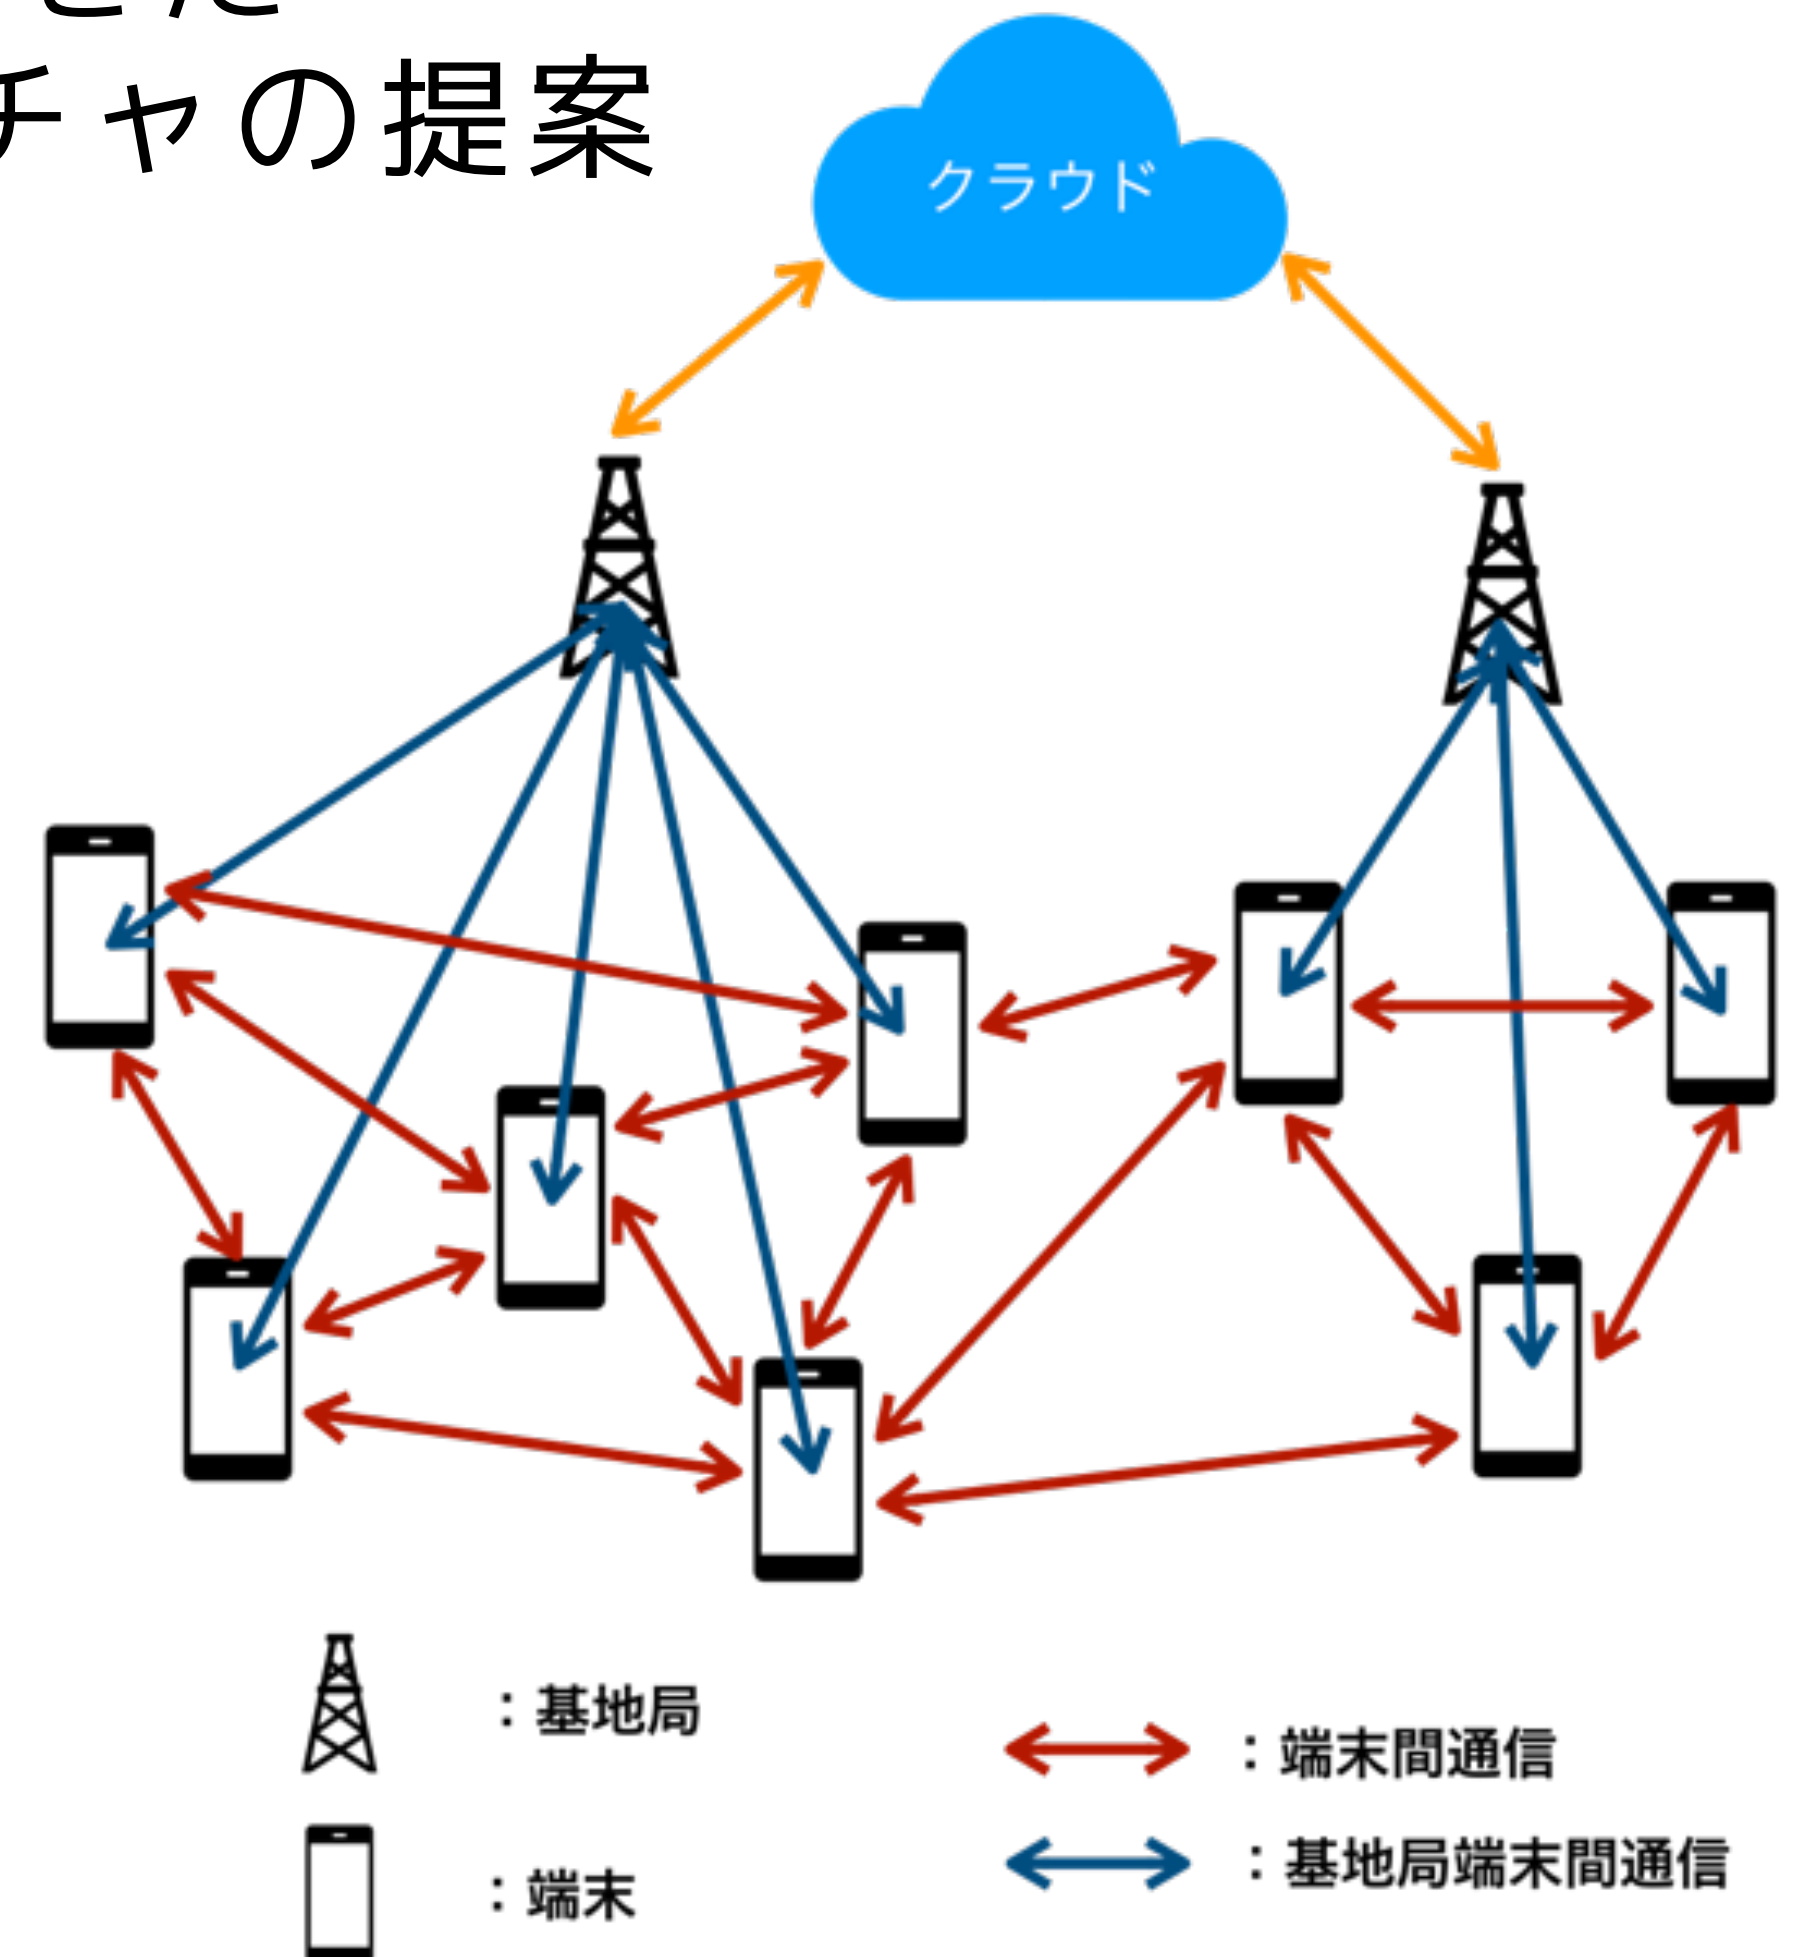 チャの提案
クラウド
：基地局
：端末間通信
：基地局端末間通信
：端末